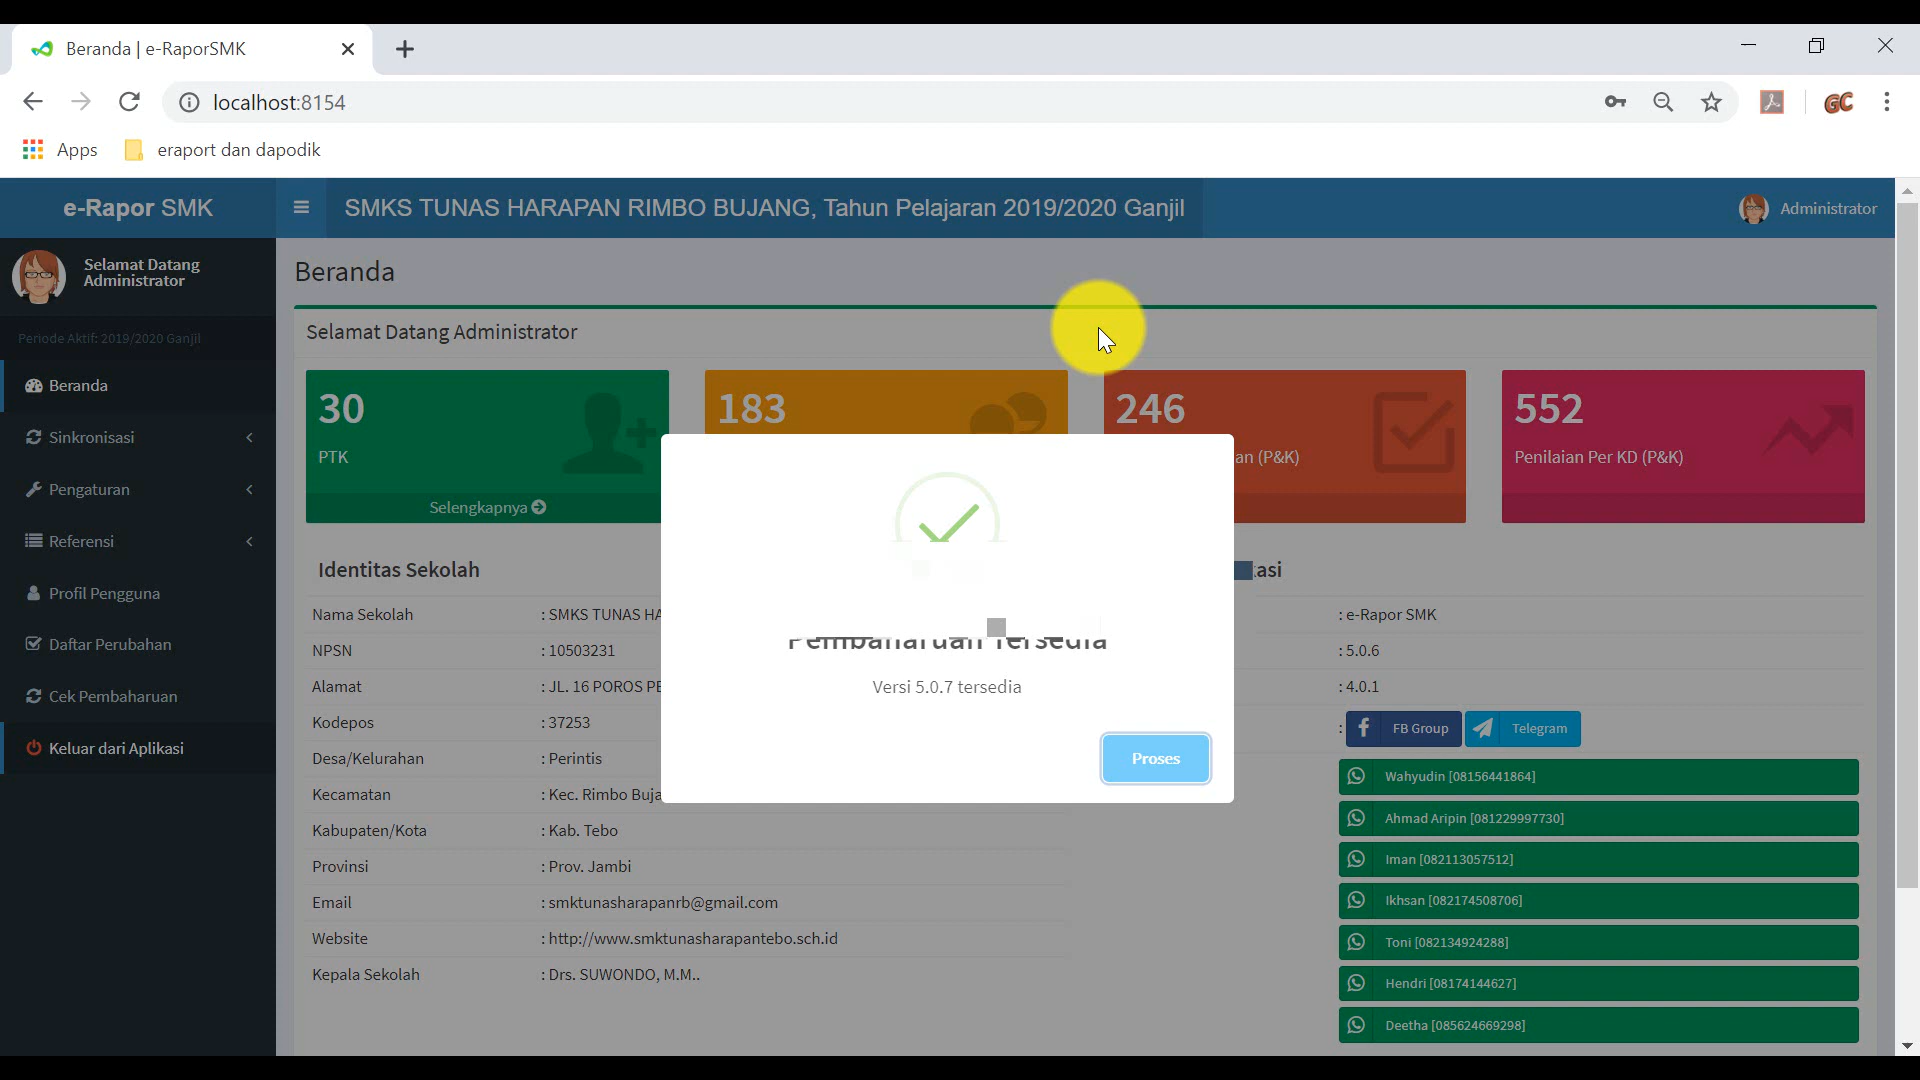 Beranda | e-RaporSMK
localhost:8154
GC
Apps
eraport dan dapodik
e-Rapor SMK
SMKS TUNAS HARAPAN RIMBO BUJANG, Tahun Pelajaran 2019/2020 Ganjil
Administrator
Selamat Datang
Administrator
Periode Aktif: 2019/2020 Ganjil
Beranda
Sinkronisasi
Pengaturan
Referensi
Profil Pengguna
Daftar Perubahan
Cek Pembaharuan
Keluar dari Aplikasi
Beranda
Selamat Datang Administrator
30
PTK
Selengkapnya
183
246
an (P&K)
552
Penilaian Per KD (P&K)
Identitas Sekolah
Nama Sekolah : SMKS TUNAS HA
NPSN : 10503231
Alamat : JL. 16 POROS PE
Kodepos : 37253
Desa/Kelurahan : Perintis
Kecamatan : Kec. Rimbo Buja
Kabupaten/Kota : Kab. Tebo
Provinsi : Prov. Jambi
Email : smktunasharapanrb@gmail.com
Website : http://www.smktunasharapantebo.sch.id
Kepala Sekolah : Drs. SUWONDO, M.M..
Pembaharuan Tersedia
Versi 5.0.7 tersedia
Proses
asi
: e-Rapor SMK
: 5.0.6
: 4.0.1
: FB Group Telegram
Wahyudin [08156441864]
Ahmad Aripin [081229997730]
Iman [082113057512]
Ikhsan [082174508706]
Toni [082134924288]
Hendri [08174144627]
Deetha [085624669298]